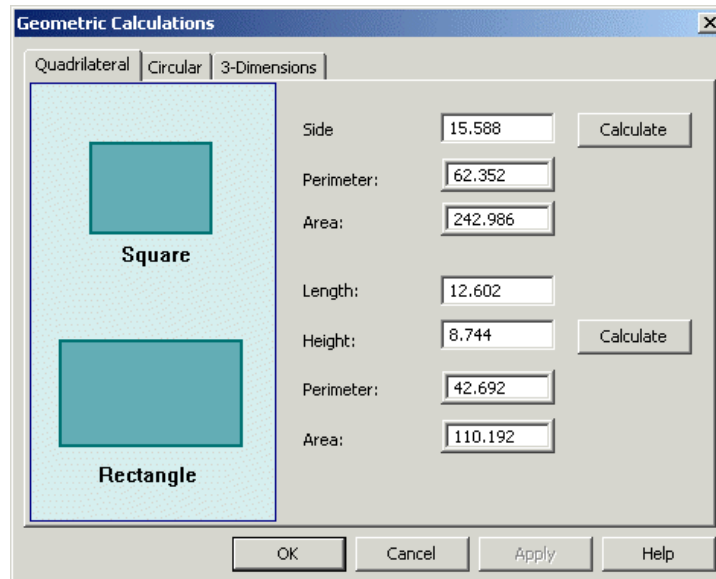 Geometric Calculations
Quadrilateral Circular 3-Dimensions
Square
Rectangle
Side 15.588 Calculate
Perimeter: 62.352
Area: 242.986
Length: 12.602
Height: 8.744 Calculate
Perimeter: 42.692
Area: 110.192
OK Cancel Apply Help